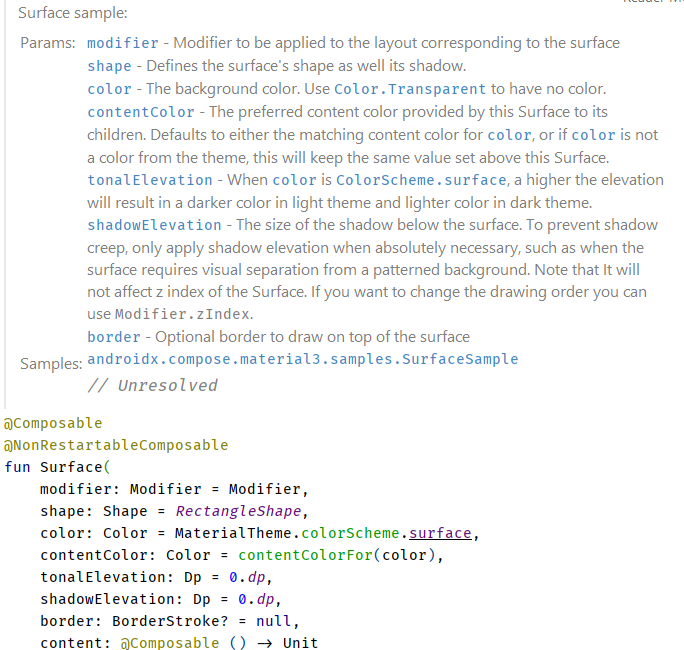 Surface sample:
Params: modifier - Modifier to be applied to the layout corresponding to the surface
shape - Defines the surface's shape as well its shadow.
color - The background color. Use Color.Transparent to have no color.
contentColor - The preferred content color provided by this Surface to its
children. Defaults to either the matching content color for color, or if color is not
a color from the theme, this will keep the same value set above this Surface.
tonalElevation - When color is ColorScheme.surface, a higher the elevation
will result in a darker color in light theme and lighter color in dark theme.
shadowElevation - The size of the shadow below the surface. To prevent shadow
creep, only apply shadow elevation when absolutely necessary, such as when the
surface requires visual separation from a patterned background. Note that It will
not affect z index of the Surface. If you want to change the drawing order you can
use Modifier.zIndex.
border - Optional border to draw on top of the surface
Samples: androidx.compose.material3.samples.SurfaceSample
// Unresolved
@Composable
@NonRestartableComposable
fun Surface(
modifier: Modifier = Modifier,
shape: Shape = RectangleShape,
color: Color = MaterialTheme.colorScheme.surface,
contentColor: Color = contentColorFor(color),
tonalElevation: Dp = 0.dp,
shadowElevation: Dp = 0.dp,
border: BorderStroke? = null,
content: @Composable () -> Unit